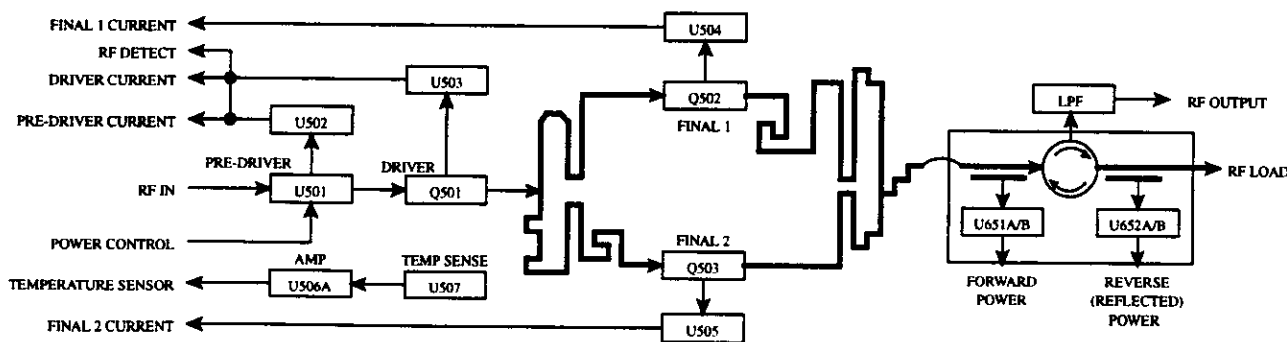 FINAL 1 CURRENT
U504
RF DETECT
DRIVER CURRENT
U503
Q502
LPF
RF OUTPUT
PRE-DRIVER CURRENT
U502
FINAL 1
PRE-DRIVER
DRIVER
RF IN
U501
Q501
RF LOAD
U651A/B
U652A/B
POWER CONTROL
FINAL 2
AMP
TEMP SENSE
Q503
TEMPERATURE SENSOR
U506A
U507
FORWARD
POWER
REVERSE
(REFLECTED)
POWER
FINAL 2 CURRENT
U505